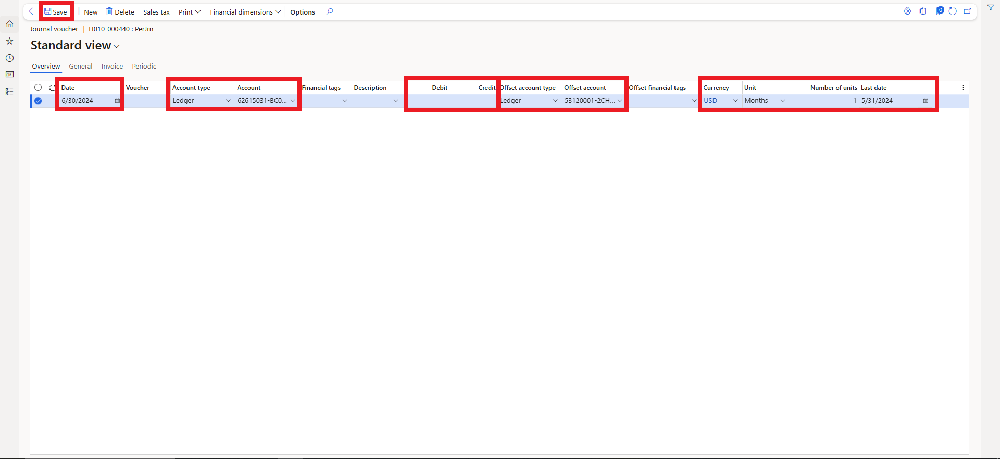 Save New Delete Sales tax Print Financial dimensions Options 0
Journal voucher | H010-000440 : PerJrn
Standard view
Overview General Invoice Periodic
Date Voucher Account type Account Financial tags Description Debit Credit Offset account type Offset account Offset financial tags Currency Unit Number of units Last date
6/30/2024 Ledger 62615031-BC0... Ledger 53120001-2CH... USD Months 1 5/31/2024